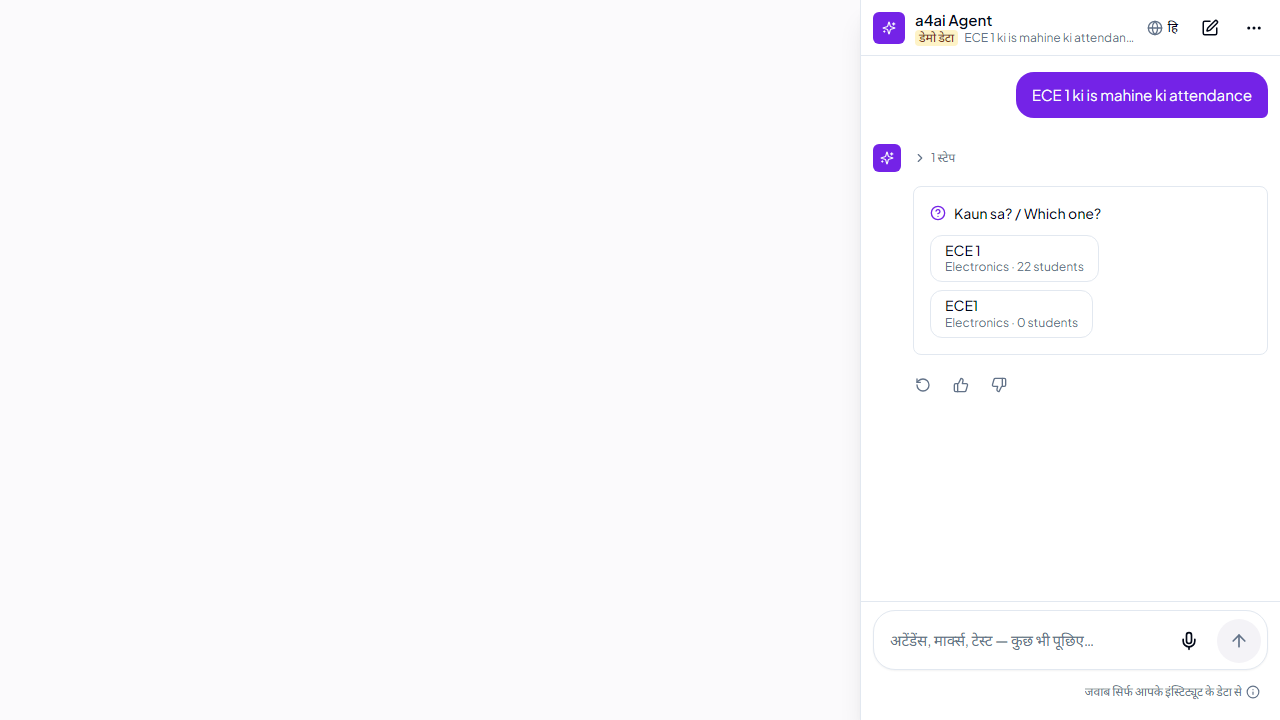 a4ai Agent
डेमो डेटा ECE 1 ki is mahine ki attendan...
हि
ECE 1 ki is mahine ki attendance
1 स्टेप
Kaun sa? / Which one?
ECE 1
Electronics · 22 students
ECE1
Electronics · 0 students
अटेंडेंस, मार्क्स, टेस्ट — कुछ भी पूछिए...
जवाब सिर्फ आपके इंस्टिट्यूट के डेटा से